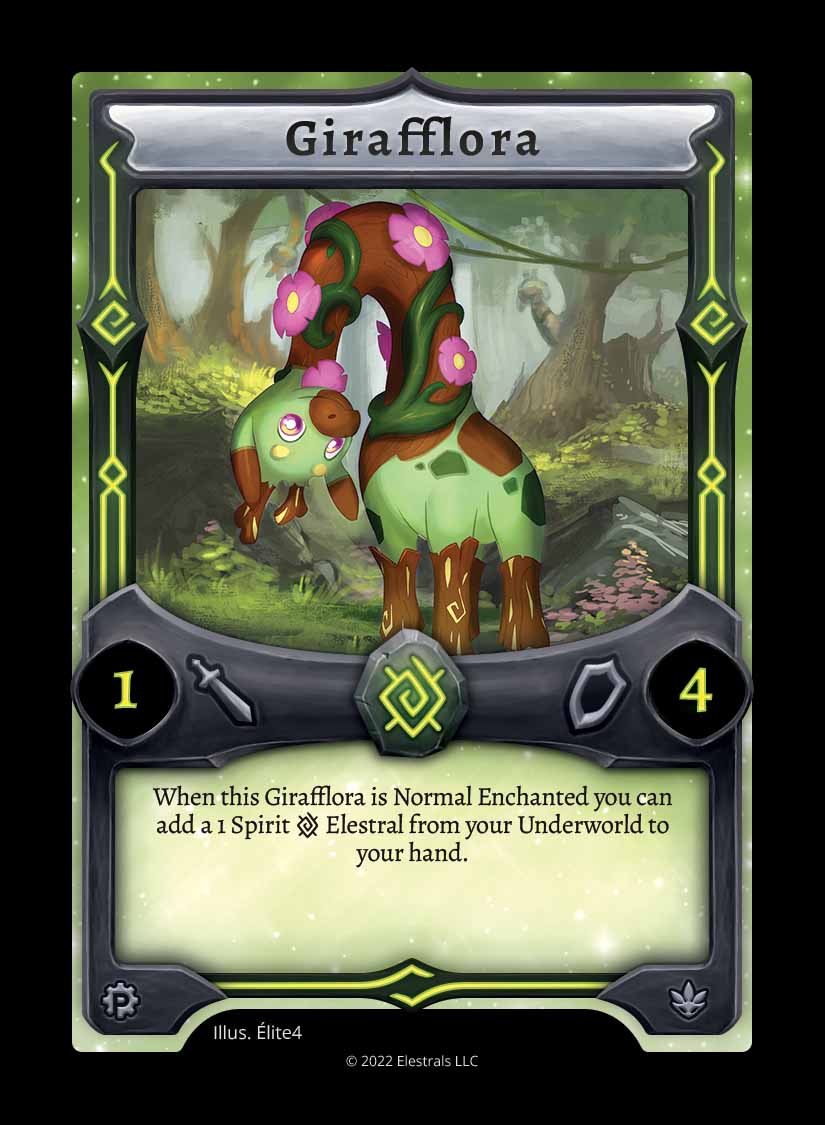 Girafflora
1
4
When this Girafflora is Normal Enchanted you can
add a 1 Spirit Elestral from your Underworld to
your hand.
P
Illus. Élite4
© 2022 Elestrals LLC